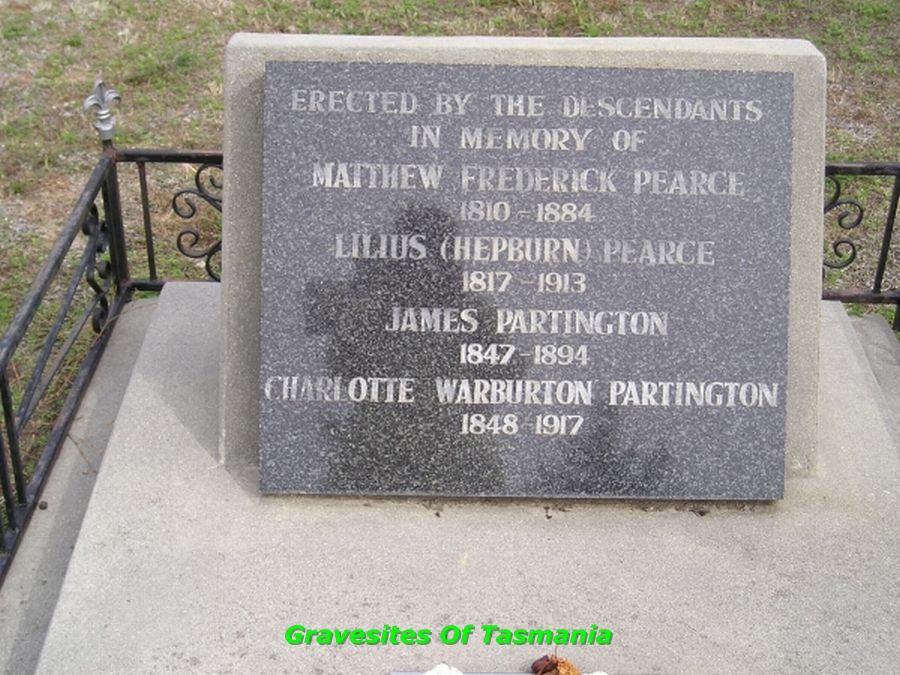 ERECTED BY THE DESCENDANTS
IN MEMORY OF
MATTHEW FREDERICK PEARCE
1810 - 1884
LILIUS (HEPBURN) PEARCE
1817 - 1913
JAMES PARTINGTON
1847 - 1894
CHARLOTTE WARBURTON PARTINGTON
1848 - 1917
Gravesites Of Tasmania